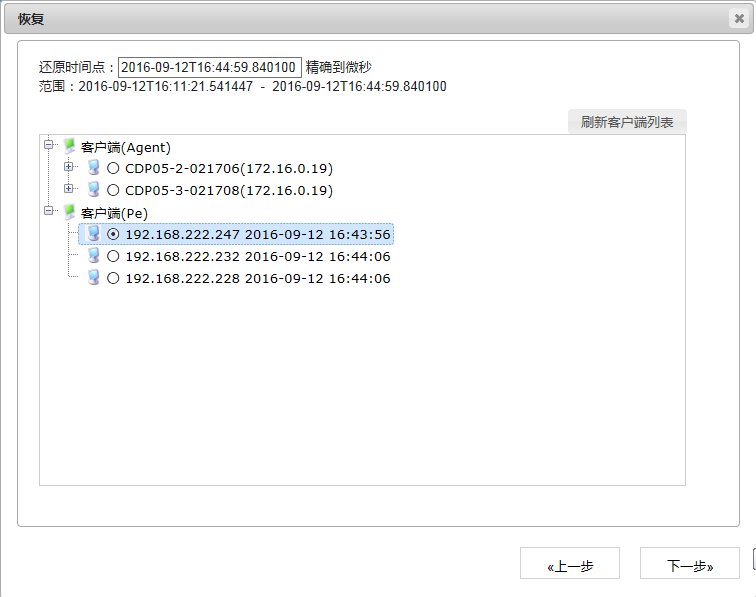 恢复
还原时间点：2016-09-12T16:44:59.840100 精确到微秒
范围：2016-09-12T16:11:21.541447 - 2016-09-12T16:44:59.840100
刷新客户端列表
客户端(Agent)
CDP05-2-021706(172.16.0.19)
CDP05-3-021708(172.16.0.19)
客户端(Pe)
192.168.222.247 2016-09-12 16:43:56
192.168.222.232 2016-09-12 16:44:06
192.168.222.228 2016-09-12 16:44:06
«上一步 下一步»